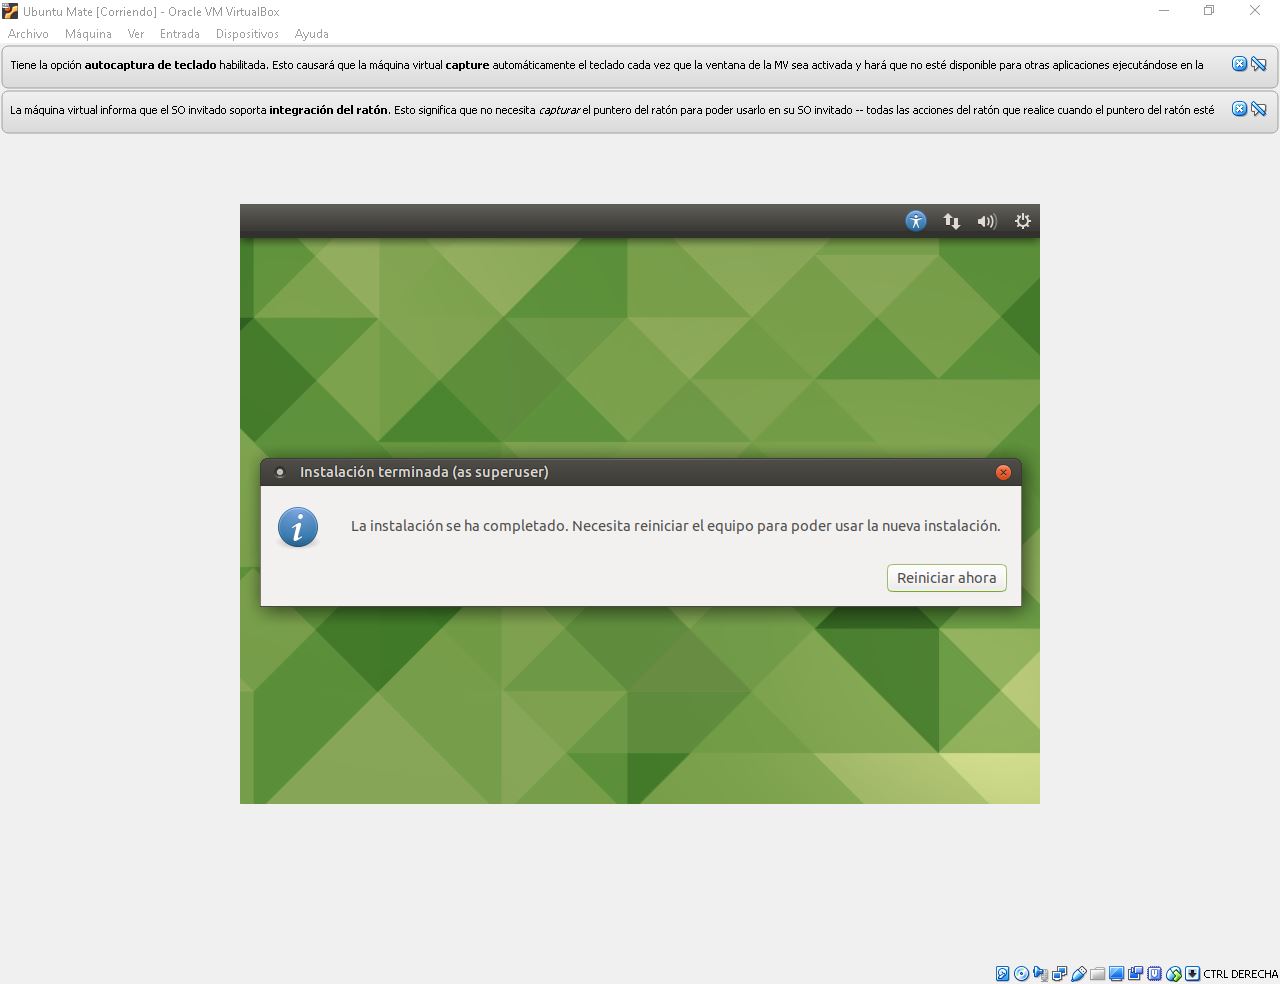 Ubuntu Mate [Corriendo] - Oracle VM VirtualBox
Archivo Máquina Ver Entrada Dispositivos Ayuda
Tiene la opción autocaptura de teclado habilitada. Esto causará que la máquina virtual capture automáticamente el teclado cada vez que la ventana de la MV sea activada y hará que no esté disponible para otras aplicaciones ejecutándose en la
La máquina virtual informa que el SO invitado soporta integración del ratón. Esto significa que no necesita capturar el puntero del ratón para poder usarlo en su SO invitado -- todas las acciones del ratón que realice cuando el puntero del ratón esté
Instalación terminada (as superuser)
La instalación se ha completado. Necesita reiniciar el equipo para poder usar la nueva instalación.
Reiniciar ahora
CTRL DERECHA